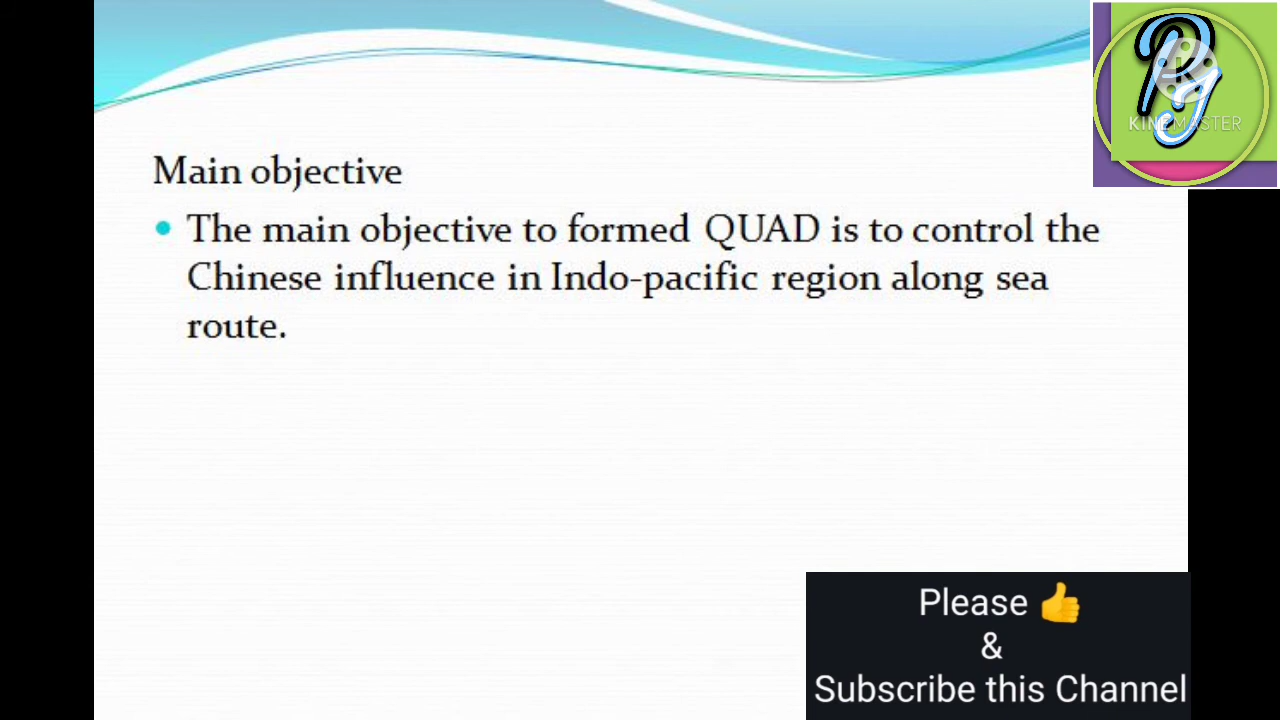 Main objective
• The main objective to formed QUAD is to control the
Chinese influence in Indo-pacific region along sea
route.
Pg
K
KINEMASTER
Please 👍
&
Subscribe this Channel